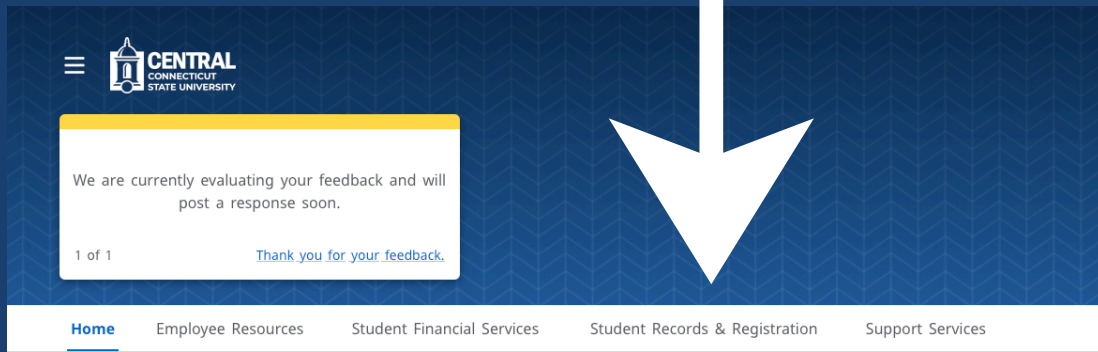 CENTRAL
CONNECTICUT
STATE UNIVERSITY
We are currently evaluating your feedback and will
post a response soon.
1 of 1 Thank you for your feedback.
Home Employee Resources Student Financial Services Student Records & Registration Support Services